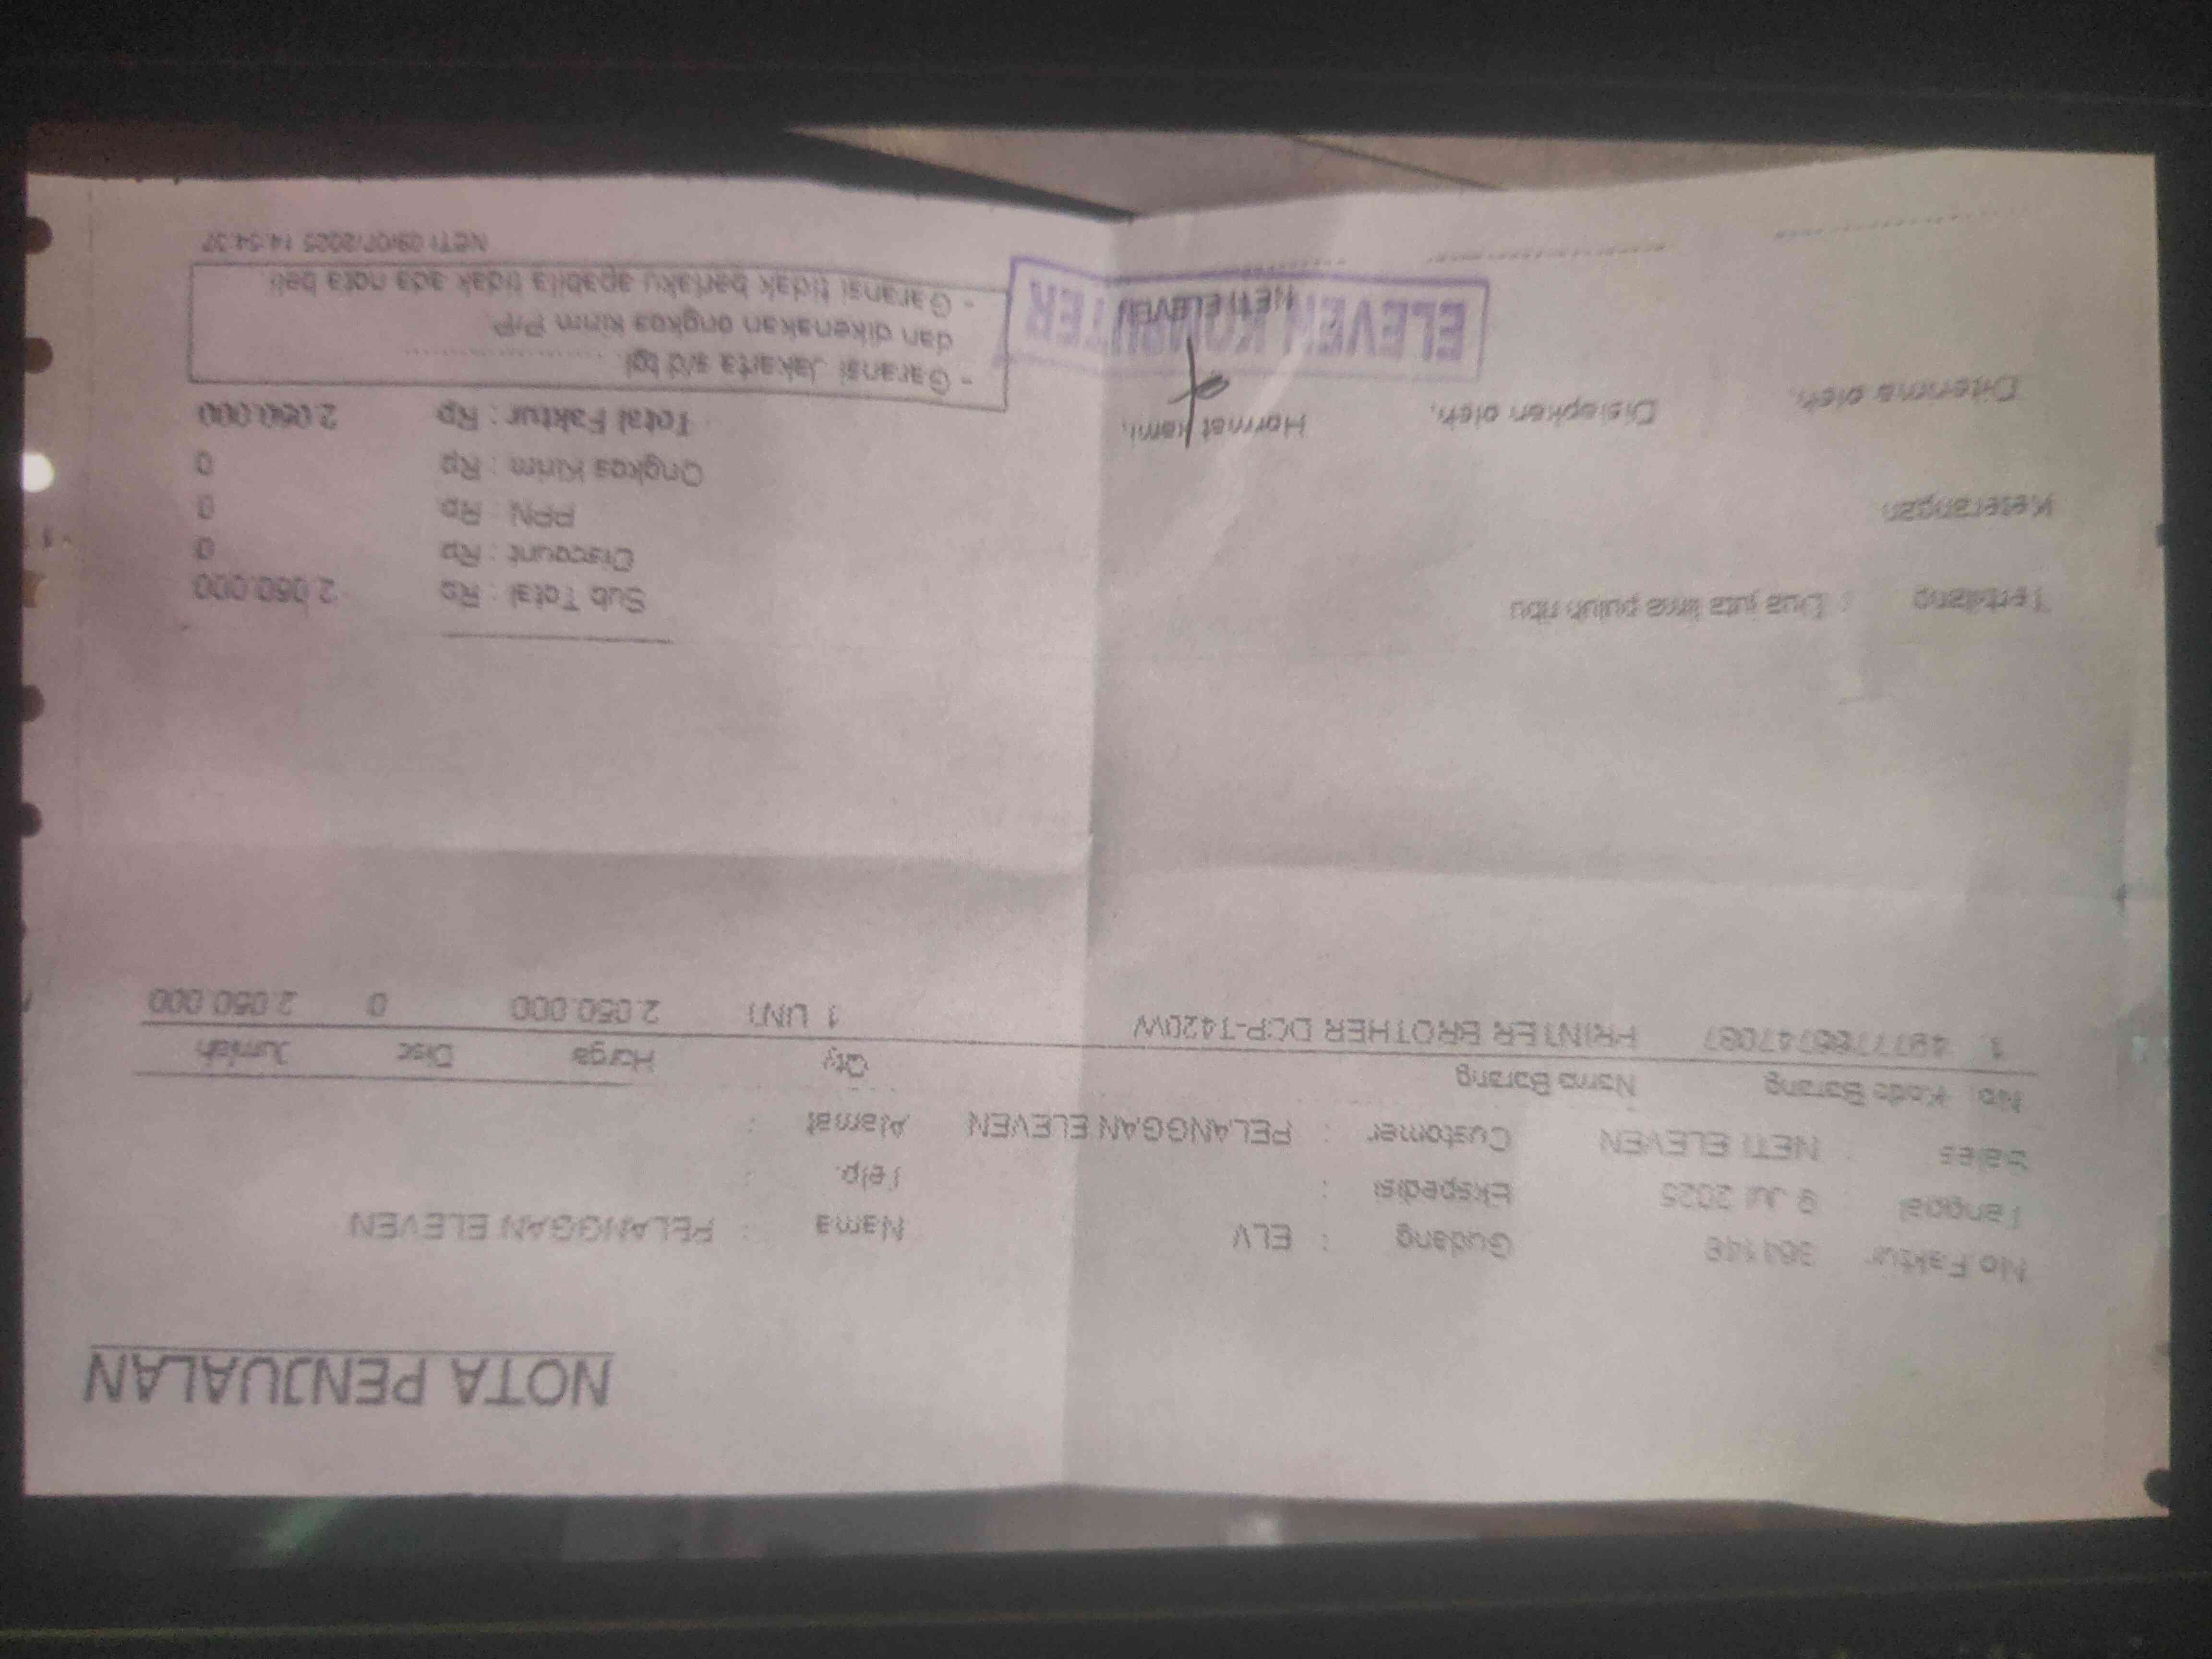 NOTA PENJUALAN
No Faktur Gudang : ELV Nama : PELANGGAN ELEVEN
Tanggal 9 Jul 2025 Ekspedisi : Telp. :
Sales : NETI ELEVEN Customer : PELANGGAN ELEVEN Alamat :
No Kode Barang Nama Barang Qty Harga Disc Jumlah
1 PRINTER BROTHER DCP-T420W 1 UNT 2.050.000 0 2.050.000
Terbilang : Dua juta lima puluh ribu Sub Total : Rp 2.050.000
Discount : Rp 0
Keterangan PPN : Rp 0
Ongkos Kirim : Rp 0
Diterima oleh, Disiapkan oleh, Hormat kami, Total Faktur : Rp 2.050.000
- Garansi Jakarta s/d tgl. ....................
dan dikenakan ongkos kirim P/P.
- Garansi tidak berlaku apabila tidak ada nota beli.
ELEVEN KOMPUTER
NETI ELEVEN
NETI 09/07/2025 14:54:37